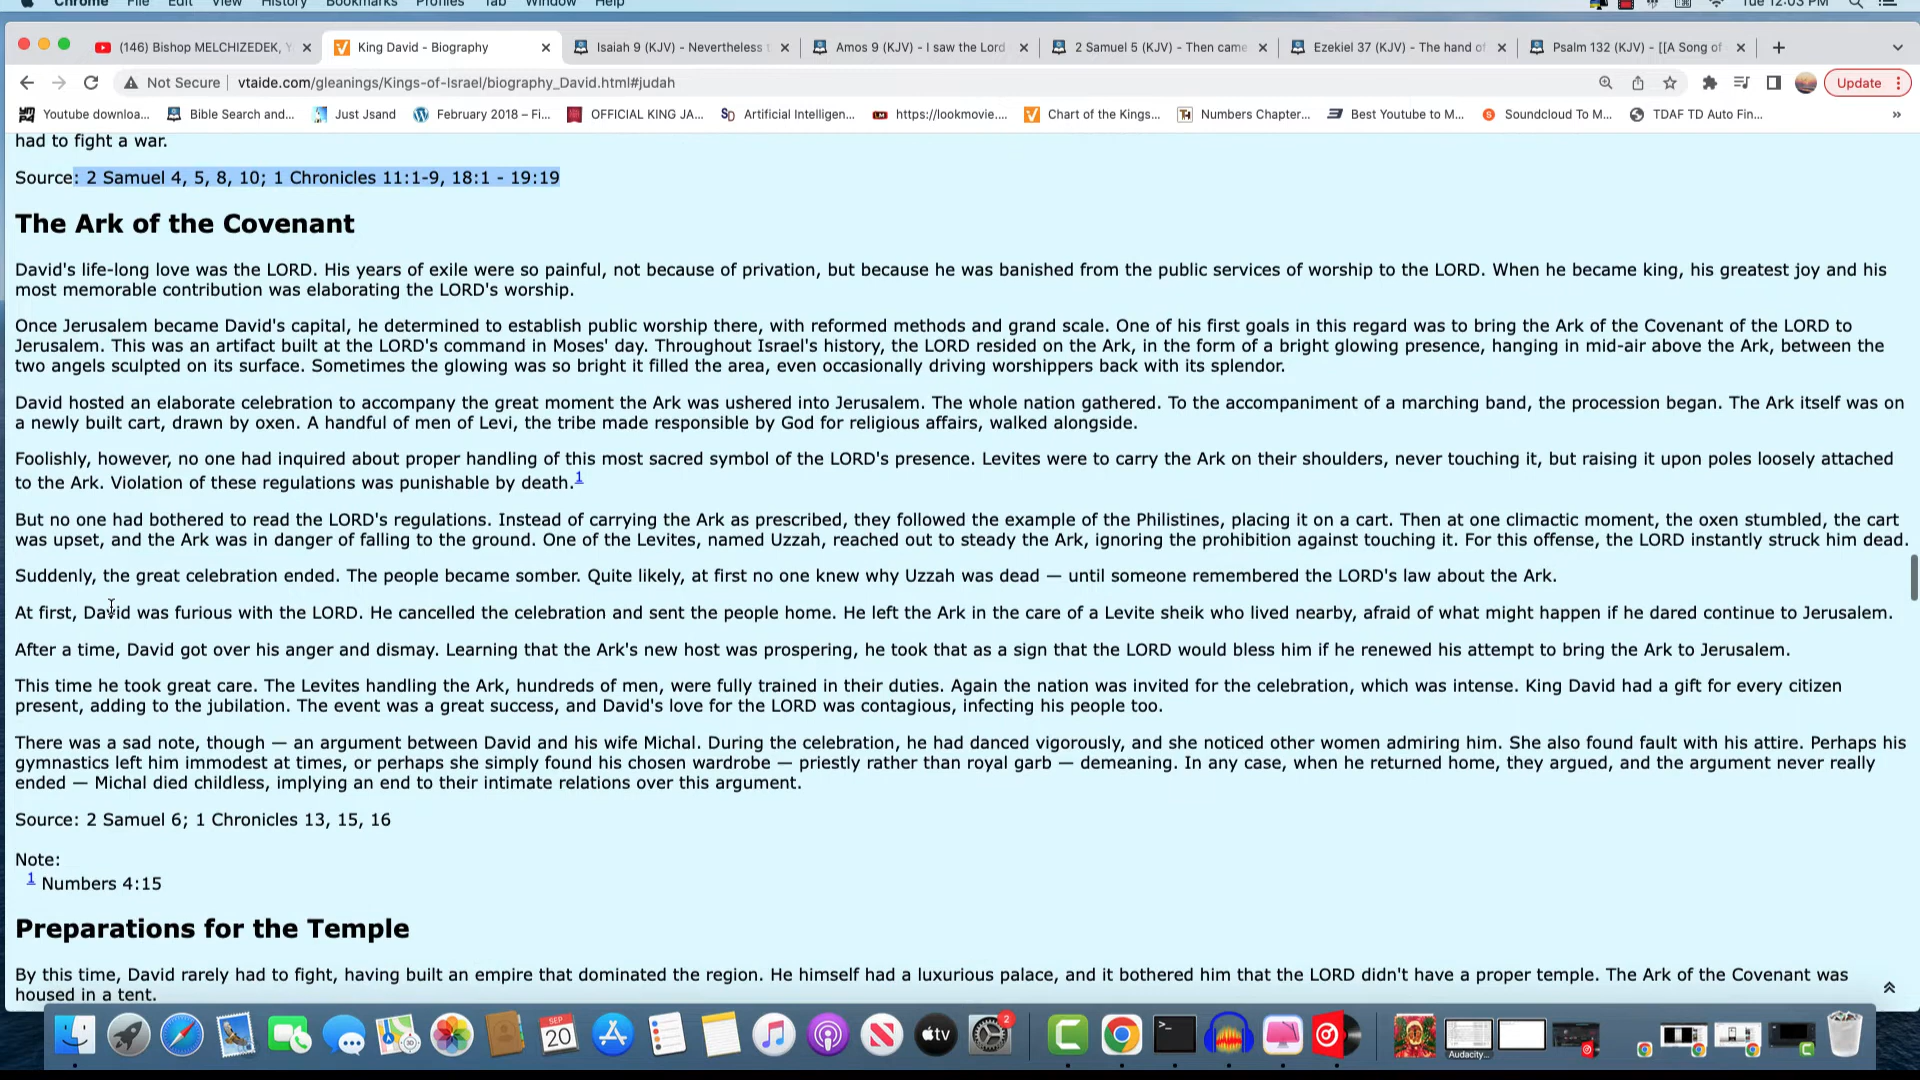 Chrome File Edit View History Bookmarks Profiles Tab Window Help Tue 12:03 PM
(146) Bishop MELCHIZEDEK, King David - Biography Isaiah 9 (KJV) - Nevertheless Amos 9 (KJV) - I saw the Lord 2 Samuel 5 (KJV) - Then came Ezekiel 37 (KJV) - The hand of Psalm 132 (KJV) - [[A Song of
Not Secure vtaide.com/gleanings/Kings-of-Israel/biography_David.html#judah Update
Youtube downloa... Bible Search and... Just Jsand February 2018 – Fi... OFFICIAL KING JA... Artificial Intelligen... https://lookmovie.... Chart of the Kings... Numbers Chapter... Best Youtube to M... Soundcloud To M... TDAF TD Auto Fin... »
had to fight a war.
Source: 2 Samuel 4, 5, 8, 10; 1 Chronicles 11:1-9, 18:1 - 19:19
The Ark of the Covenant
David's life-long love was the LORD. His years of exile were so painful, not because of privation, but because he was banished from the public services of worship to the LORD. When he became king, his greatest joy and his
most memorable contribution was elaborating the LORD's worship.
Once Jerusalem became David's capital, he determined to establish public worship there, with reformed methods and grand scale. One of his first goals in this regard was to bring the Ark of the Covenant of the LORD to
Jerusalem. This was an artifact built at the LORD's command in Moses' day. Throughout Israel's history, the LORD resided on the Ark, in the form of a bright glowing presence, hanging in mid-air above the Ark, between the
two angels sculpted on its surface. Sometimes the glowing was so bright it filled the area, even occasionally driving worshippers back with its splendor.
David hosted an elaborate celebration to accompany the great moment the Ark was ushered into Jerusalem. The whole nation gathered. To the accompaniment of a marching band, the procession began. The Ark itself was on
a newly built cart, drawn by oxen. A handful of men of Levi, the tribe made responsible by God for religious affairs, walked alongside.
Foolishly, however, no one had inquired about proper handling of this most sacred symbol of the LORD's presence. Levites were to carry the Ark on their shoulders, never touching it, but raising it upon poles loosely attached
to the Ark. Violation of these regulations was punishable by death.1
But no one had bothered to read the LORD's regulations. Instead of carrying the Ark as prescribed, they followed the example of the Philistines, placing it on a cart. Then at one climactic moment, the oxen stumbled, the cart
was upset, and the Ark was in danger of falling to the ground. One of the Levites, named Uzzah, reached out to steady the Ark, ignoring the prohibition against touching it. For this offense, the LORD instantly struck him dead.
Suddenly, the great celebration ended. The people became somber. Quite likely, at first no one knew why Uzzah was dead — until someone remembered the LORD's law about the Ark.
At first, David was furious with the LORD. He cancelled the celebration and sent the people home. He left the Ark in the care of a Levite sheik who lived nearby, afraid of what might happen if he dared continue to Jerusalem.
After a time, David got over his anger and dismay. Learning that the Ark's new host was prospering, he took that as a sign that the LORD would bless him if he renewed his attempt to bring the Ark to Jerusalem.
This time he took great care. The Levites handling the Ark, hundreds of men, were fully trained in their duties. Again the nation was invited for the celebration, which was intense. King David had a gift for every citizen
present, adding to the jubilation. The event was a great success, and David's love for the LORD was contagious, infecting his people too.
There was a sad note, though — an argument between David and his wife Michal. During the celebration, he had danced vigorously, and she noticed other women admiring him. She also found fault with his attire. Perhaps his
gymnastics left him immodest at times, or perhaps she simply found his chosen wardrobe — priestly rather than royal garb — demeaning. In any case, when he returned home, they argued, and the argument never really
ended — Michal died childless, implying an end to their intimate relations over this argument.
Source: 2 Samuel 6; 1 Chronicles 13, 15, 16
Note:
1 Numbers 4:15
Preparations for the Temple
By this time, David rarely had to fight, having built an empire that dominated the region. He himself had a luxurious palace, and it bothered him that the LORD didn't have a proper temple. The Ark of the Covenant was
housed in a tent.
SEP
20
tv
2
Audacity...